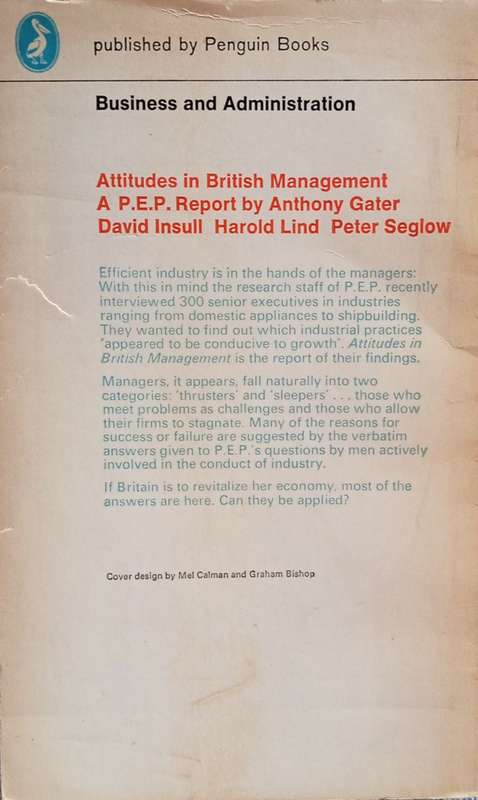 published by Penguin Books
Business and Administration
Attitudes in British Management
A P.E.P. Report by Anthony Gater
David Insull Harold Lind Peter Seglow
Efficient industry is in the hands of the managers:
With this in mind the research staff of P.E.P. recently
interviewed 300 senior executives in industries
ranging from domestic appliances to shipbuilding.
They wanted to find out which industrial practices
'appeared to be conducive to growth'. Attitudes in
British Management is the report of their findings.
Managers, it appears, fall naturally into two
categories: 'thrusters' and 'sleepers' . . . those who
meet problems as challenges and those who allow
their firms to stagnate. Many of the reasons for
success or failure are suggested by the verbatim
answers given to P.E.P.'s questions by men actively
involved in the conduct of industry.
If Britain is to revitalize her economy, most of the
answers are here. Can they be applied?
Cover design by Mel Calman and Graham Bishop